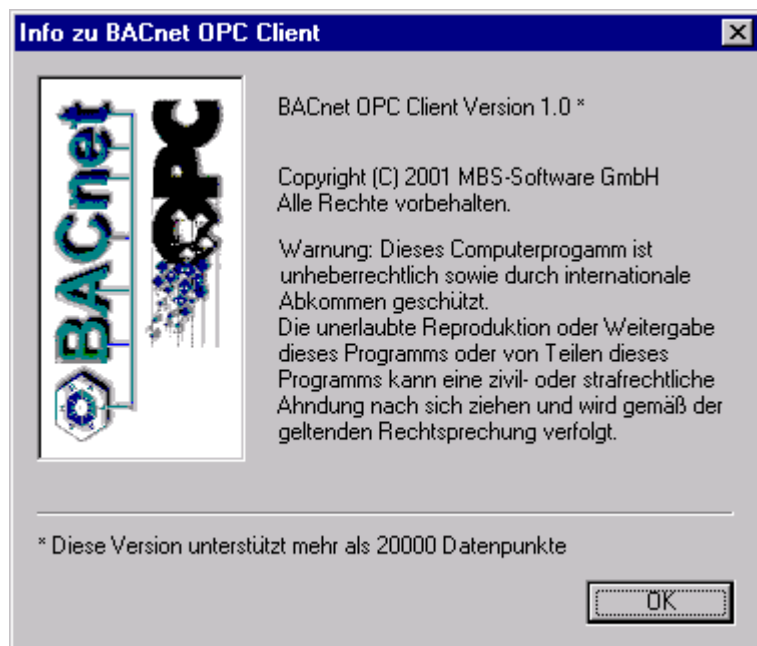 Info zu BACnet OPC Client
BACnet
OPC
BACnet OPC Client Version 1.0 *
Copyright (C) 2001 MBS-Software GmbH
Alle Rechte vorbehalten.
Warnung: Dieses Computerprogamm ist
unheberrechtlich sowie durch internationale
Abkommen geschützt.
Die unerlaubte Reproduktion oder Weitergabe
dieses Programms oder von Teilen dieses
Programms kann eine zivil- oder strafrechtliche
Ahndung nach sich ziehen und wird gemäß der
geltenden Rechtsprechung verfolgt.
* Diese Version unterstützt mehr als 20000 Datenpunkte
OK